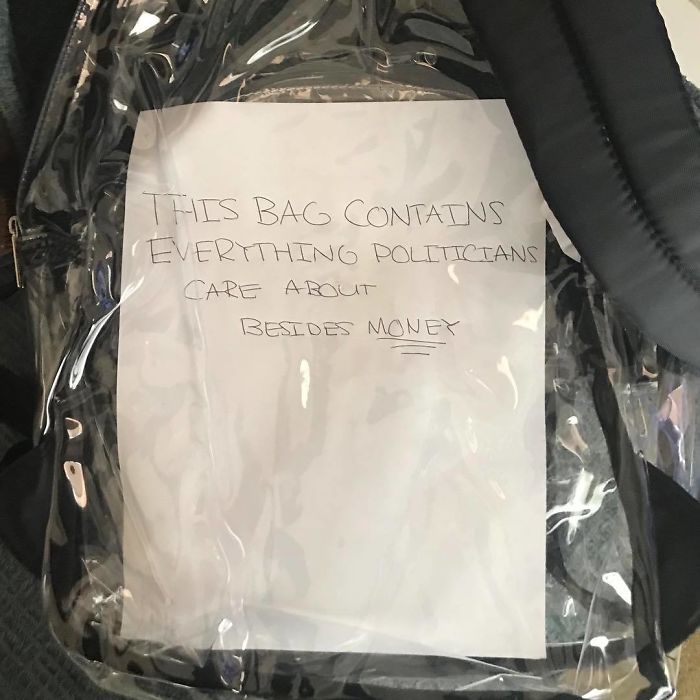 THIS BAG CONTAINS
EVERYTHING POLITICIANS
CARE ABOUT
BESIDES MONEY